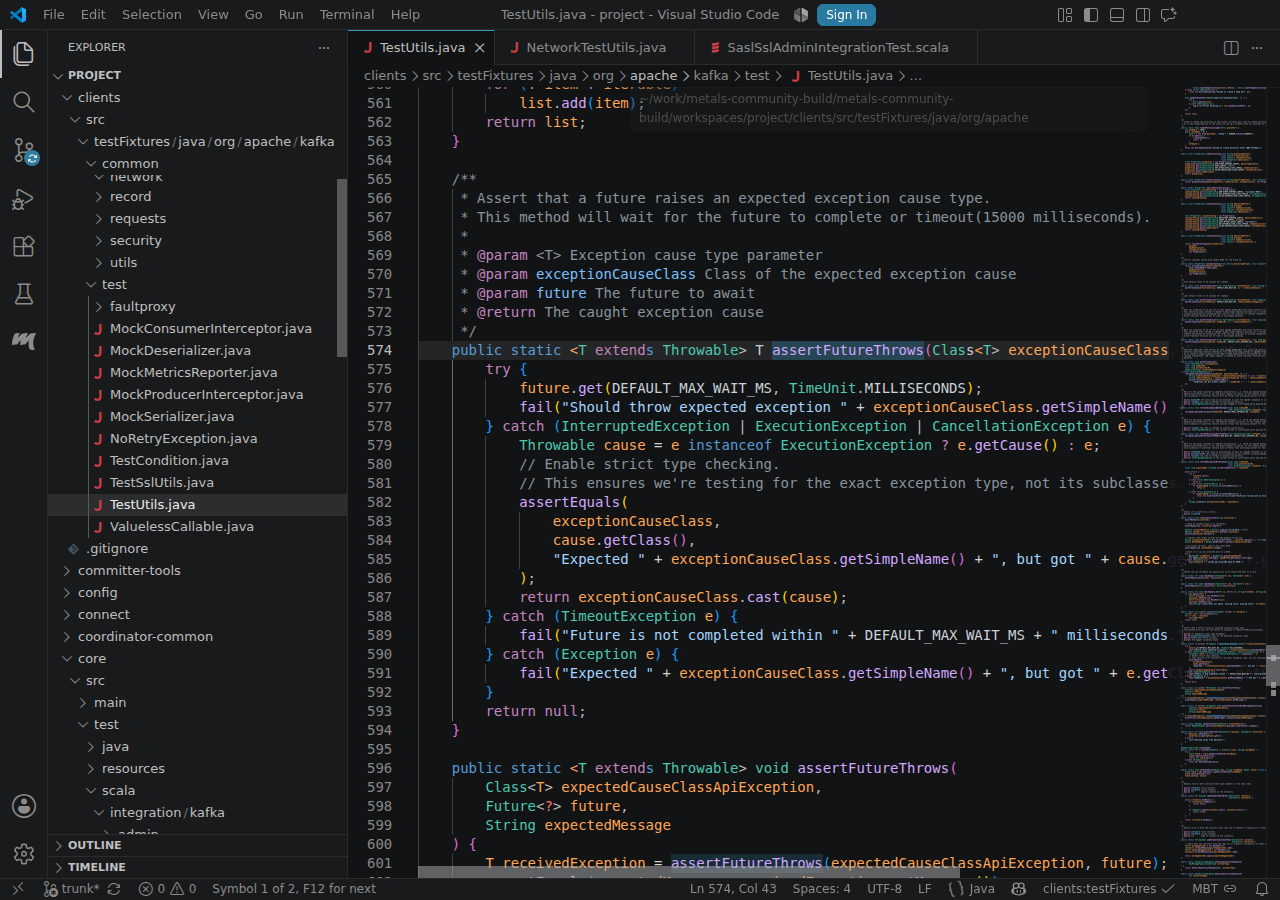 File Edit Selection View Go Run Terminal Help TestUtils.java - project - Visual Studio Code Sign In
EXPLORER
PROJECT
clients
src
testFixtures/java/org/apache/kafka
common
network
record
requests
security
utils
test
faultproxy
MockConsumerInterceptor.java
MockDeserializer.java
MockMetricsReporter.java
MockProducerInterceptor.java
MockSerializer.java
NoRetryException.java
TestCondition.java
TestSslUtils.java
TestUtils.java
ValuelessCallable.java
.gitignore
committer-tools
config
connect
coordinator-common
core
src
main
test
java
resources
scala
integration/kafka
admin
OUTLINE
TIMELINE
TestUtils.java NetworkTestUtils.java SaslSslAdminIntegrationTest.scala
clients > src > testFixtures > java > org > apache > kafka > test > TestUtils.java > ...
~/work/metals-community-build/metals-community-
build/workspaces/project/clients/src/testFixtures/java/org/apache
561 list.add(item);
562 return list;
563 }
564
565 /**
566 * Assert that a future raises an expected exception cause type.
567 * This method will wait for the future to complete or timeout(15000 milliseconds).
568 *
569 * @param <T> Exception cause type parameter
570 * @param exceptionCauseClass Class of the expected exception cause
571 * @param future The future to await
572 * @return The caught exception cause
573 */
574 public static <T extends Throwable> T assertFutureThrows(Class<T> exceptionCauseClass
575 try {
576 future.get(DEFAULT_MAX_WAIT_MS, TimeUnit.MILLISECONDS);
577 fail("Should throw expected exception " + exceptionCauseClass.getSimpleName()
578 } catch (InterruptedException | ExecutionException | CancellationException e) {
579 Throwable cause = e instanceof ExecutionException ? e.getCause() : e;
580 // Enable strict type checking.
581 // This ensures we're testing for the exact exception type, not its subclasses.
582 assertEquals(
583 exceptionCauseClass,
584 cause.getClass(),
585 "Expected " + exceptionCauseClass.getSimpleName() + ", but got " + cause.
586 );
587 return exceptionCauseClass.cast(cause);
588 } catch (TimeoutException e) {
589 fail("Future is not completed within " + DEFAULT_MAX_WAIT_MS + " milliseconds
590 } catch (Exception e) {
591 fail("Expected " + exceptionCauseClass.getSimpleName() + ", but got " + e.get
592 }
593 return null;
594 }
595
596 public static <T extends Throwable> void assertFutureThrows(
597 Class<T> expectedCauseClassApiException,
598 Future<?> future,
599 String expectedMessage
600 ) {
601 T receivedException = assertFutureThrows(expectedCauseClassApiException, future);
trunk* 0 0 Symbol 1 of 2, F12 for next Ln 574, Col 43 Spaces: 4 UTF-8 LF Java clients:testFixtures MBT